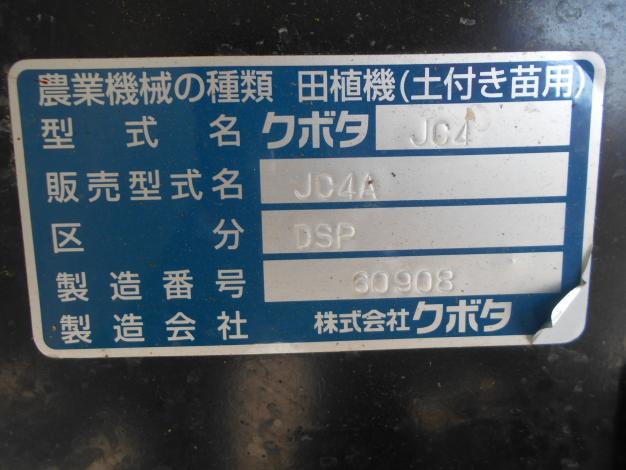 農業機械の種類 田植機(土付き苗用)
型式名 クボタ JC4
販売型式名 JC4A
区分 DSP
製造番号 60908
製造会社 株式会社クボタ